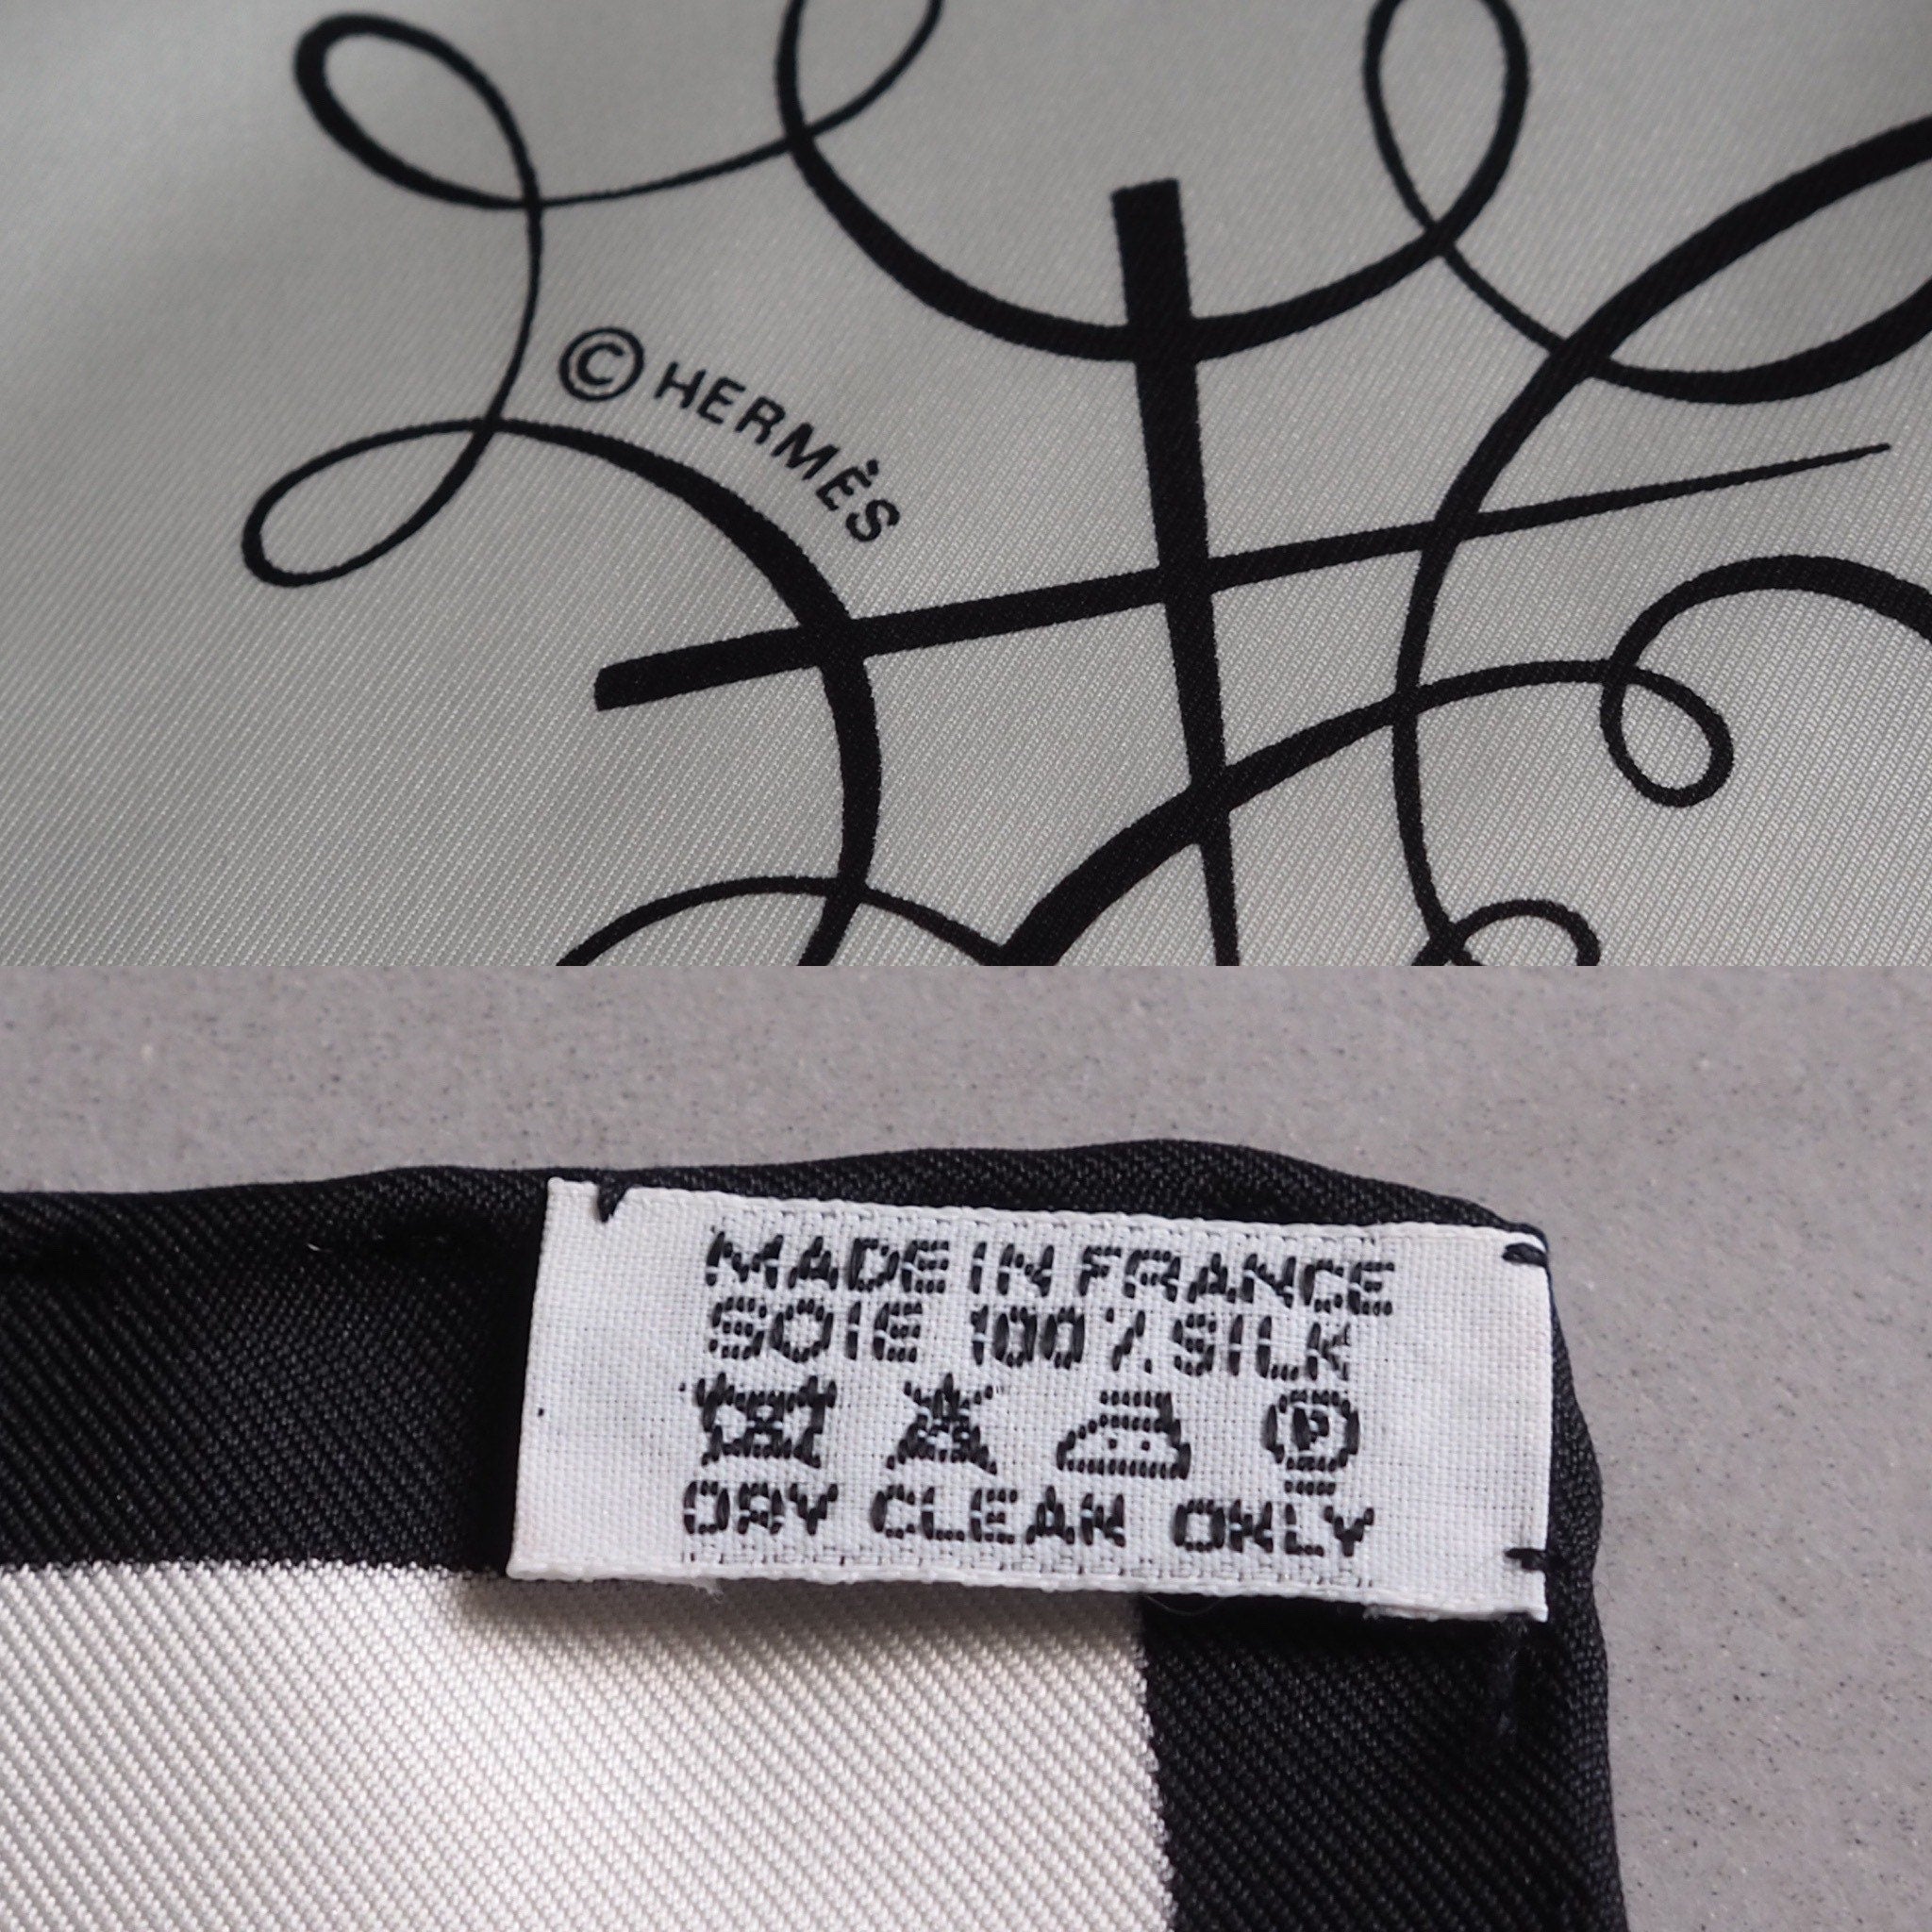 © HERMÈS
MADE IN FRANCE
SOIE 100% SILK
DRY CLEAN ONLY